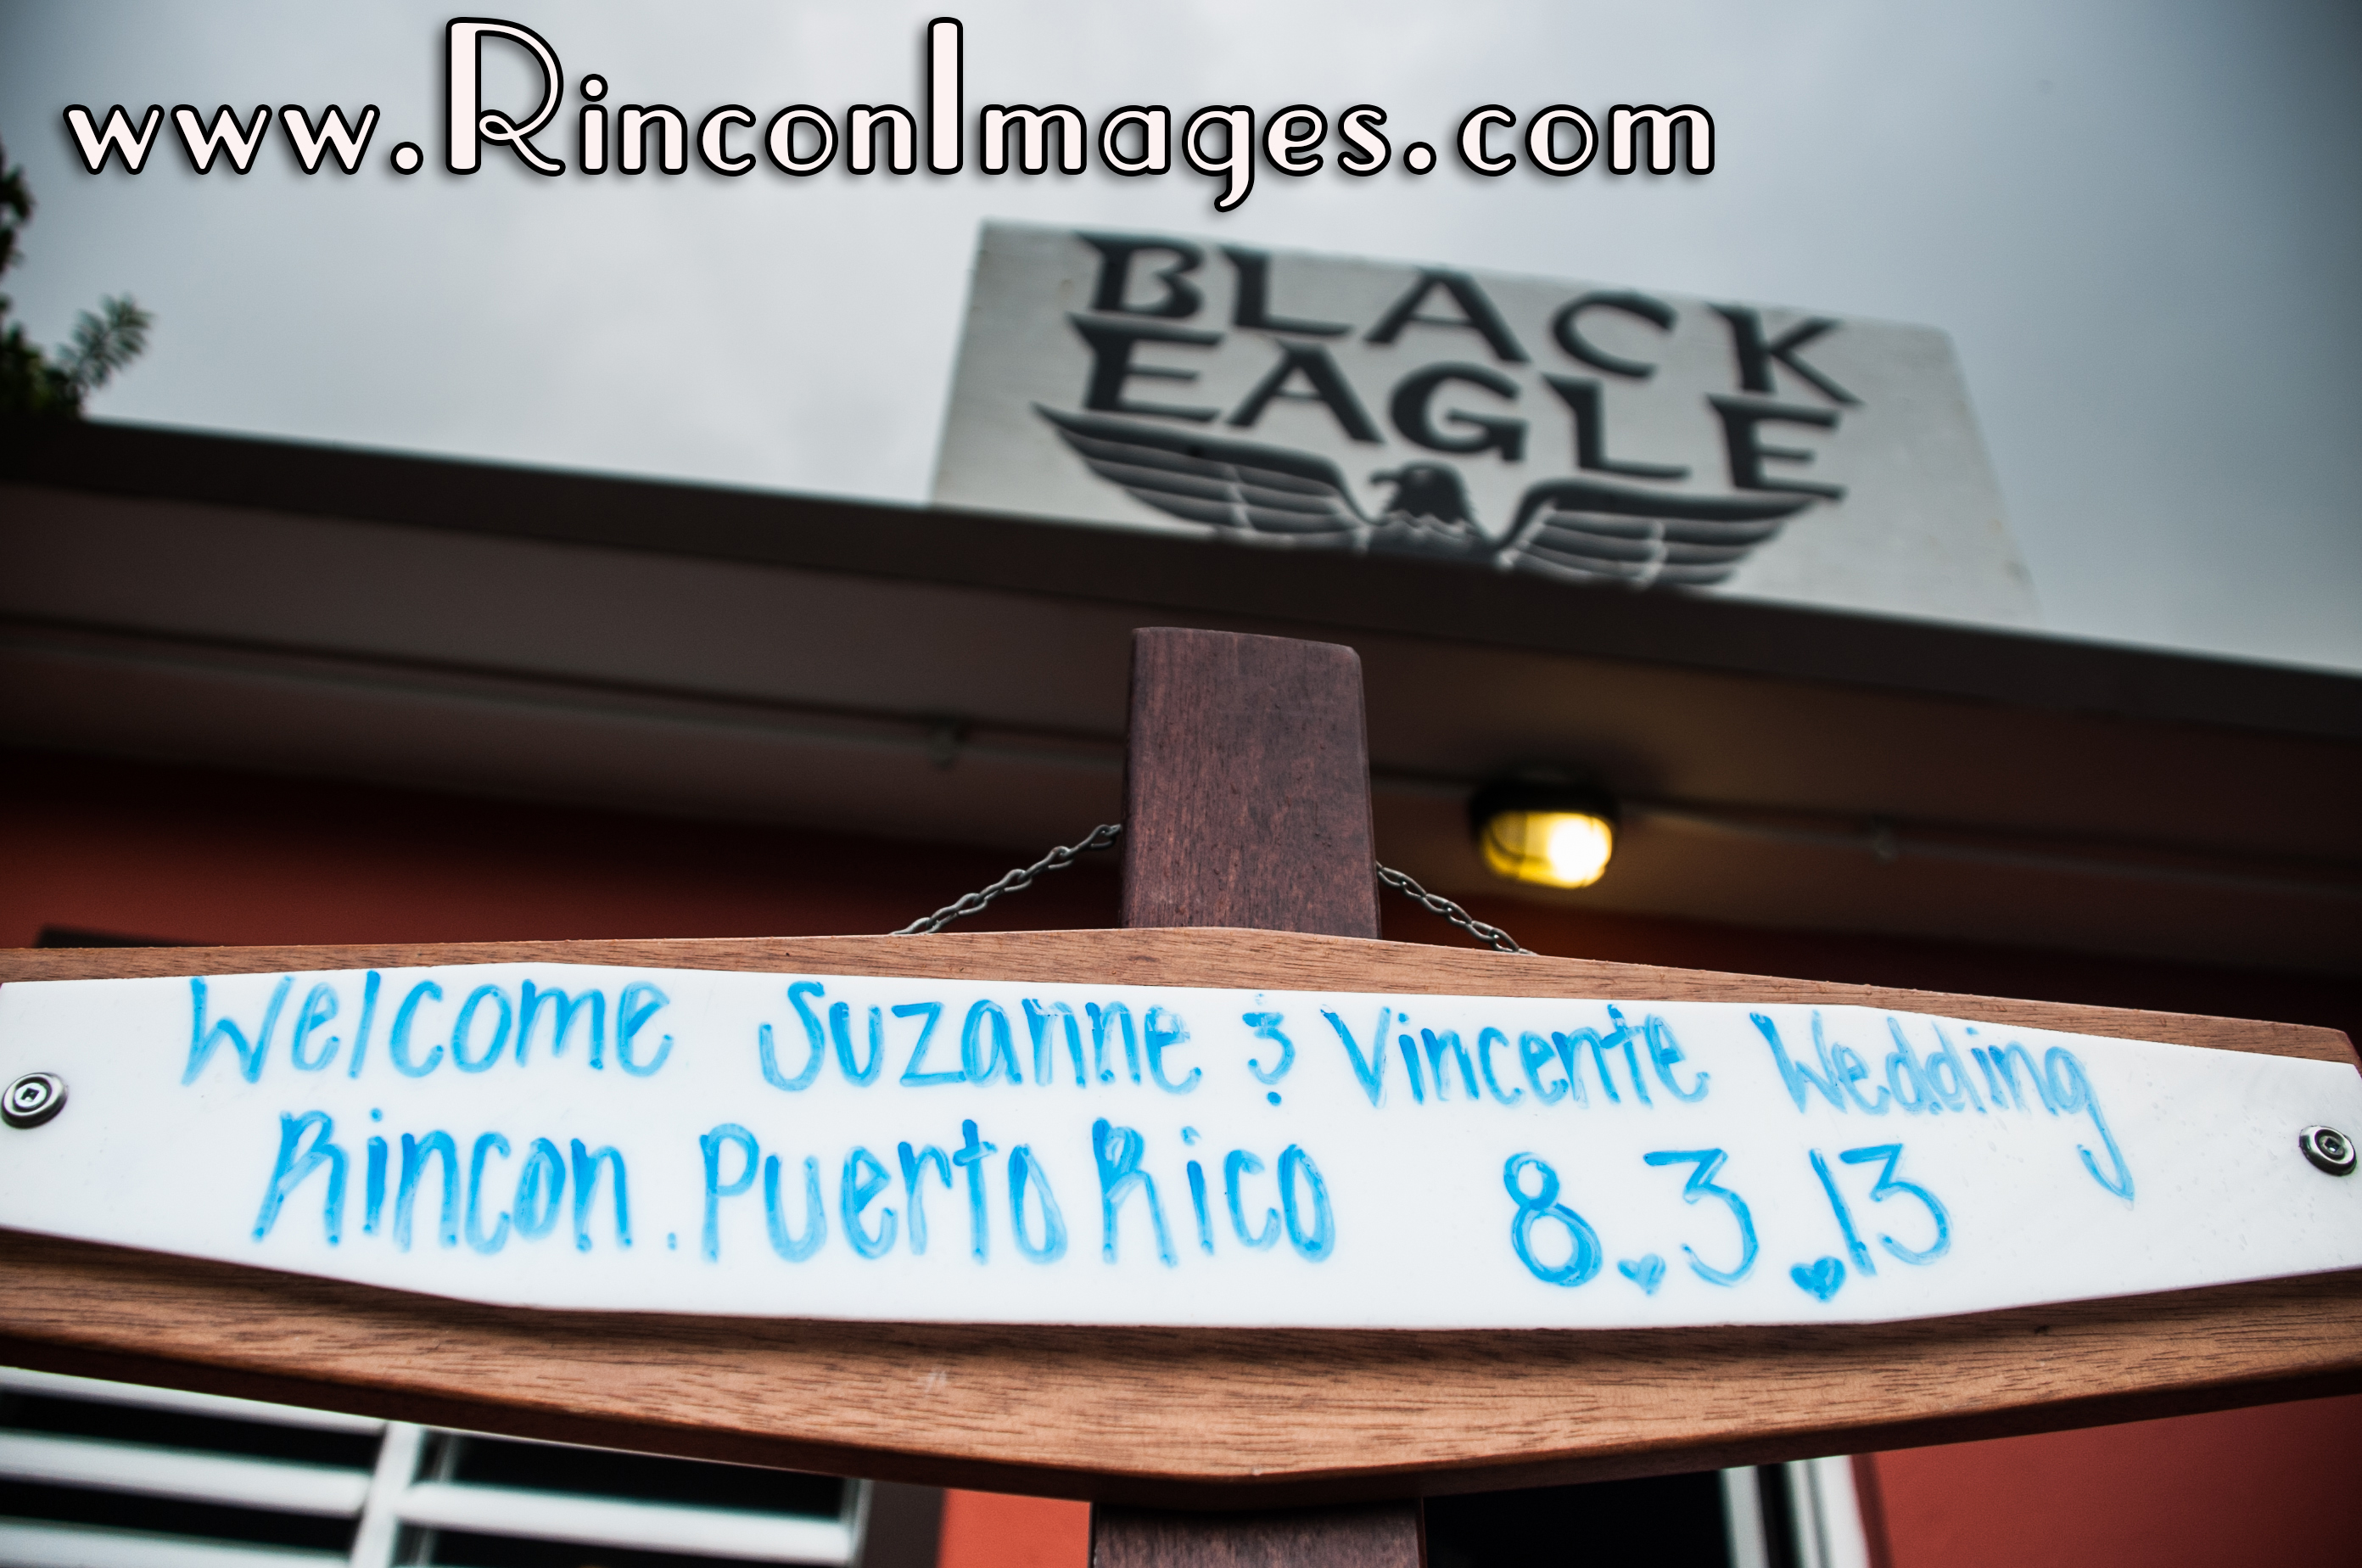 www.RinconImages.com
BLACK
EAGLE
Welcome Suzanne & Vincente Wedding
Rincon. Puerto Rico 8.3.13